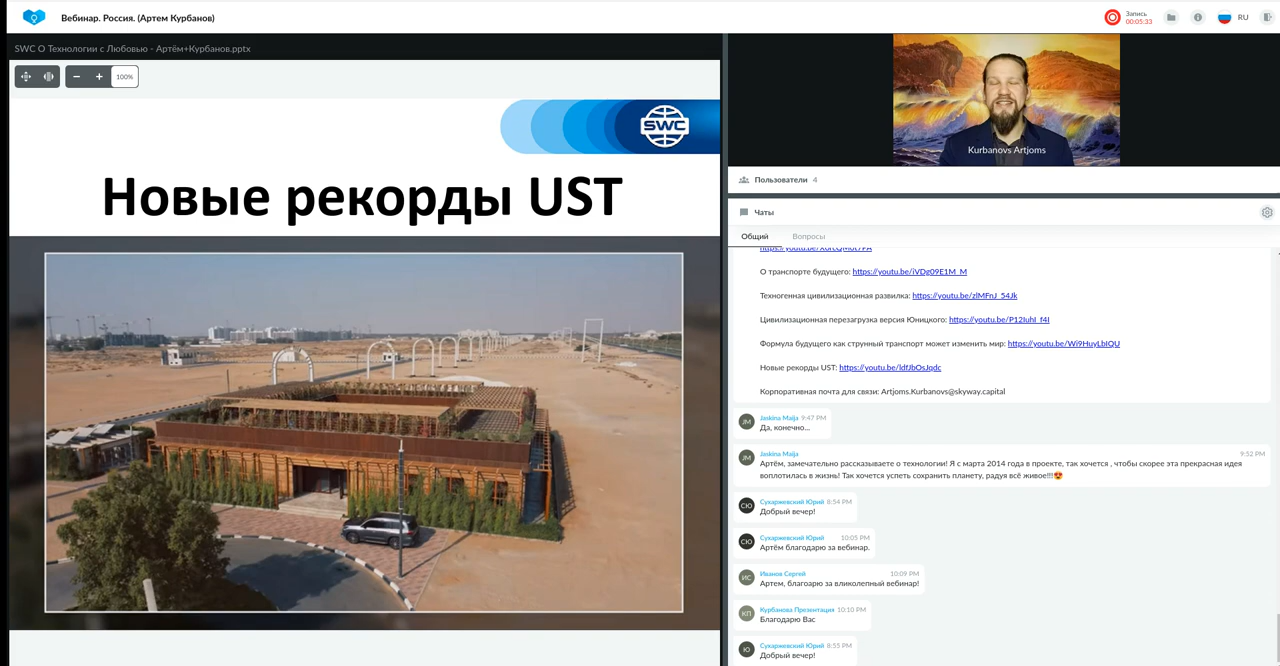 Вебинар. Россия. (Артем Курбанов)
Запись
00:05:33
RU
SWC О Технологии с Любовью - Артём+Курбанов.pptx
100%
SWC
Новые рекорды UST
Kurbanovs Artjoms
Пользователи 4
Чаты
Общий Вопросы
О транспорте будущего: https://youtu.be/iVDg09E1M_M
Техногенная цивилизационная развилка: https://youtu.be/zlMFnJ_54Jk
Цивилизационная перезагрузка версия Юницкого: https://youtu.be/P12IuhI_f4I
Формула будущего как струнный транспорт может изменить мир: https://youtu.be/Wi9HuyLbIQU
Новые рекорды UST: https://youtu.be/ldfJbOsJqdc
Корпоративная почта для связи: Artjoms.Kurbanovs@skyway.capital
JM
Jaskina Maija 9:47 PM
Да, конечно...
JM
Jaskina Maija 9:52 PM
Артём, замечательно рассказываете о технологии! Я с марта 2014 года в проекте, так хочется , чтобы скорее эта прекрасная идея
воплотилась в жизнь! Так хочется успеть сохранить планету, радуя всё живое!!!😍
СЮ
Сухаржевский Юрий 8:54 PM
Добрый вечер!
СЮ
Сухаржевский Юрий 10:05 PM
Артём благодарю за вебинар.
ИС
Иванов Сергей 10:09 PM
Артем, благоарю за вликолепный вебинар!
КП
Курбанова Презентация 10:10 PM
Благодарю Вас
Ю
Сухаржевский Юрий 8:55 PM
Добрый вечер!